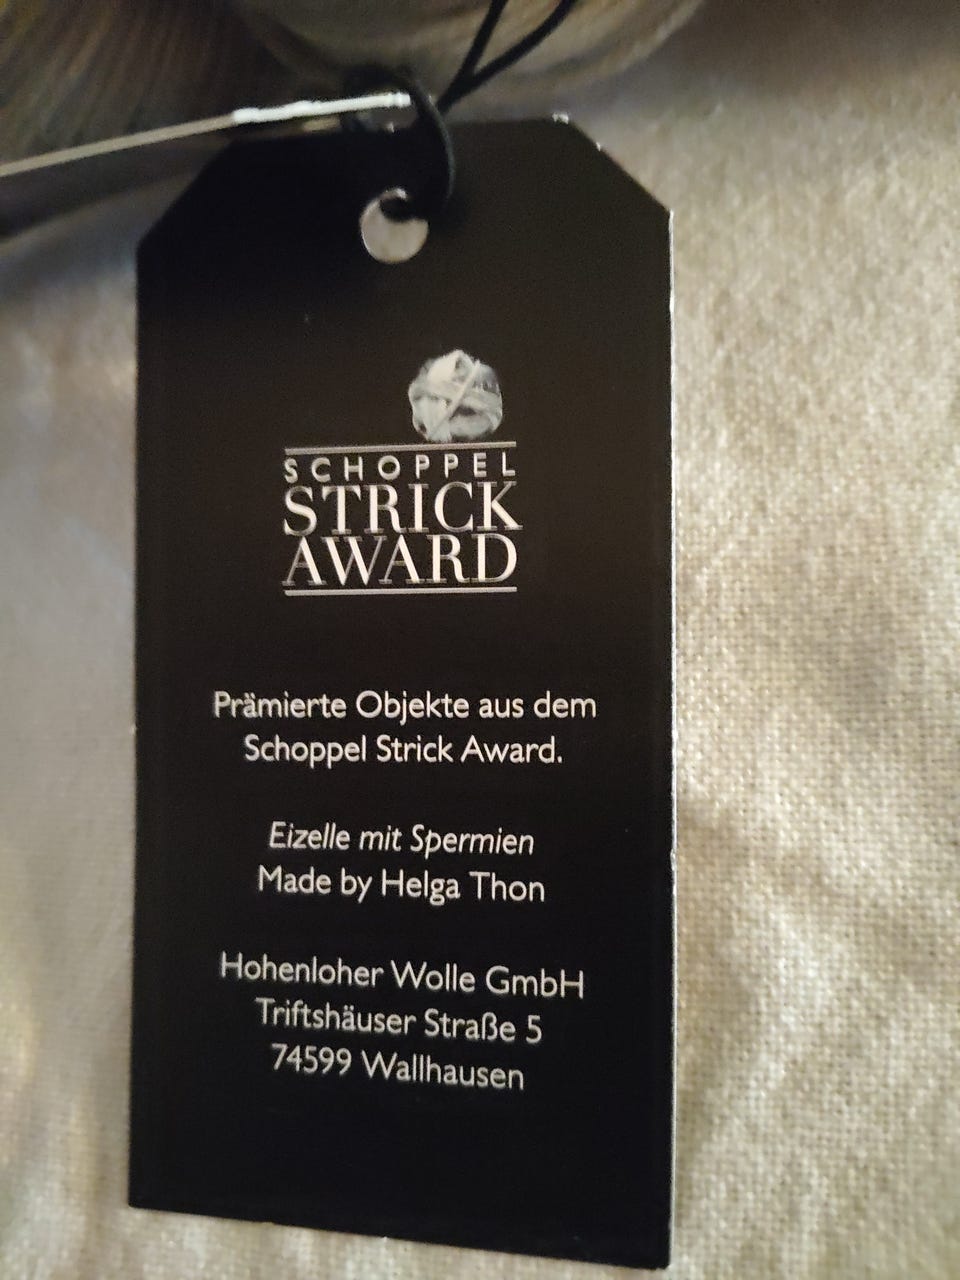 SCHOPPEL
STRICK
AWARD
Prämierte Objekte aus dem
Schoppel Strick Award.
Eizelle mit Spermien
Made by Helga Thon
Hohenloher Wolle GmbH
Triftshäuser Straße 5
74599 Wallhausen